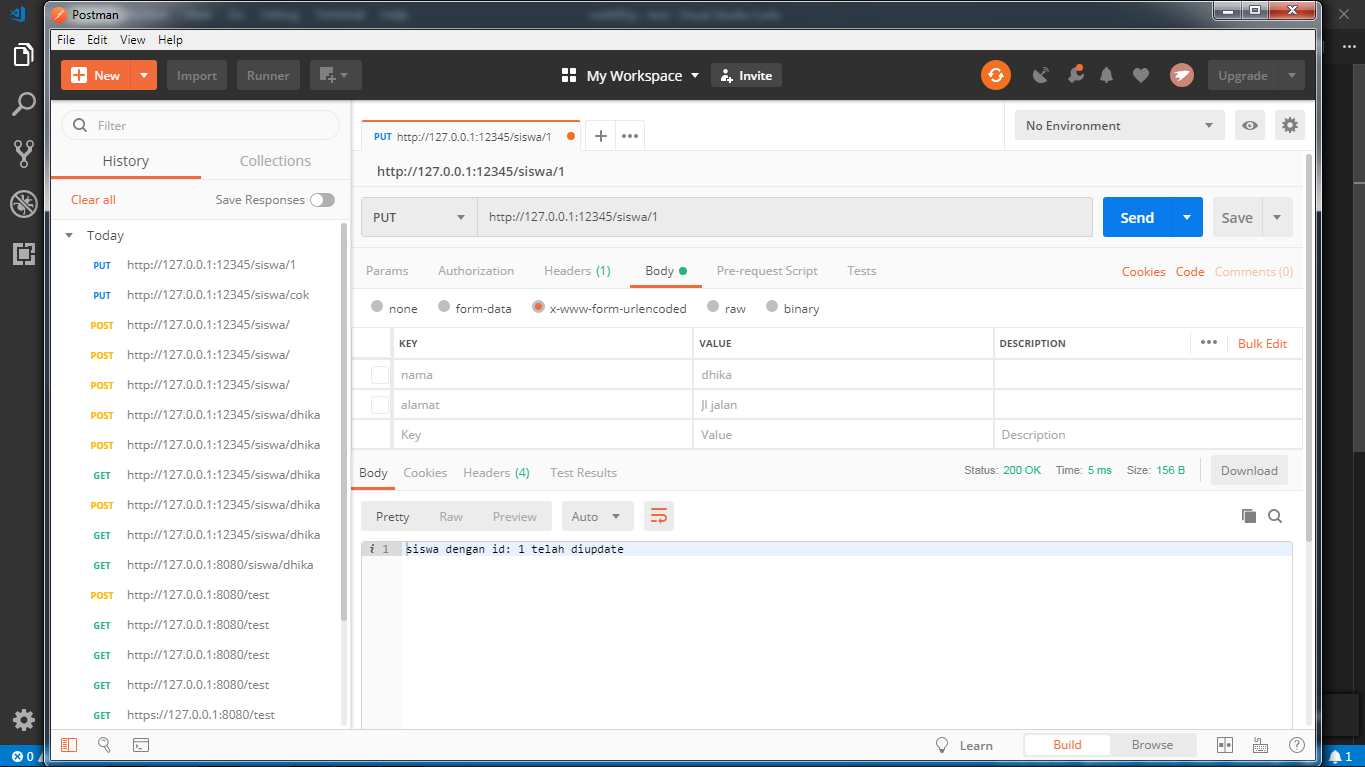 Postman
File Edit View Help
New Import Runner My Workspace Invite Upgrade
Filter
History Collections
Clear all Save Responses
Today
PUT http://127.0.0.1:12345/siswa/1
PUT http://127.0.0.1:12345/siswa/cok
POST http://127.0.0.1:12345/siswa/
POST http://127.0.0.1:12345/siswa/
POST http://127.0.0.1:12345/siswa/
POST http://127.0.0.1:12345/siswa/dhika
POST http://127.0.0.1:12345/siswa/dhika
GET http://127.0.0.1:12345/siswa/dhika
POST http://127.0.0.1:12345/siswa/dhika
GET http://127.0.0.1:12345/siswa/dhika
GET http://127.0.0.1:8080/siswa/dhika
POST http://127.0.0.1:8080/test
GET http://127.0.0.1:8080/test
GET http://127.0.0.1:8080/test
GET http://127.0.0.1:8080/test
GET https://127.0.0.1:8080/test
PUT http://127.0.0.1:12345/siswa/1
No Environment
http://127.0.0.1:12345/siswa/1
PUT http://127.0.0.1:12345/siswa/1 Send Save
Params Authorization Headers (1) Body Pre-request Script Tests Cookies Code Comments (0)
none form-data x-www-form-urlencoded raw binary
KEY VALUE DESCRIPTION Bulk Edit
nama dhika
alamat Jl jalan
Key Value Description
Body Cookies Headers (4) Test Results Status: 200 OK Time: 5 ms Size: 156 B Download
Pretty Raw Preview Auto
i 1 siswa dengan id: 1 telah diupdate
Learn Build Browse
0
1